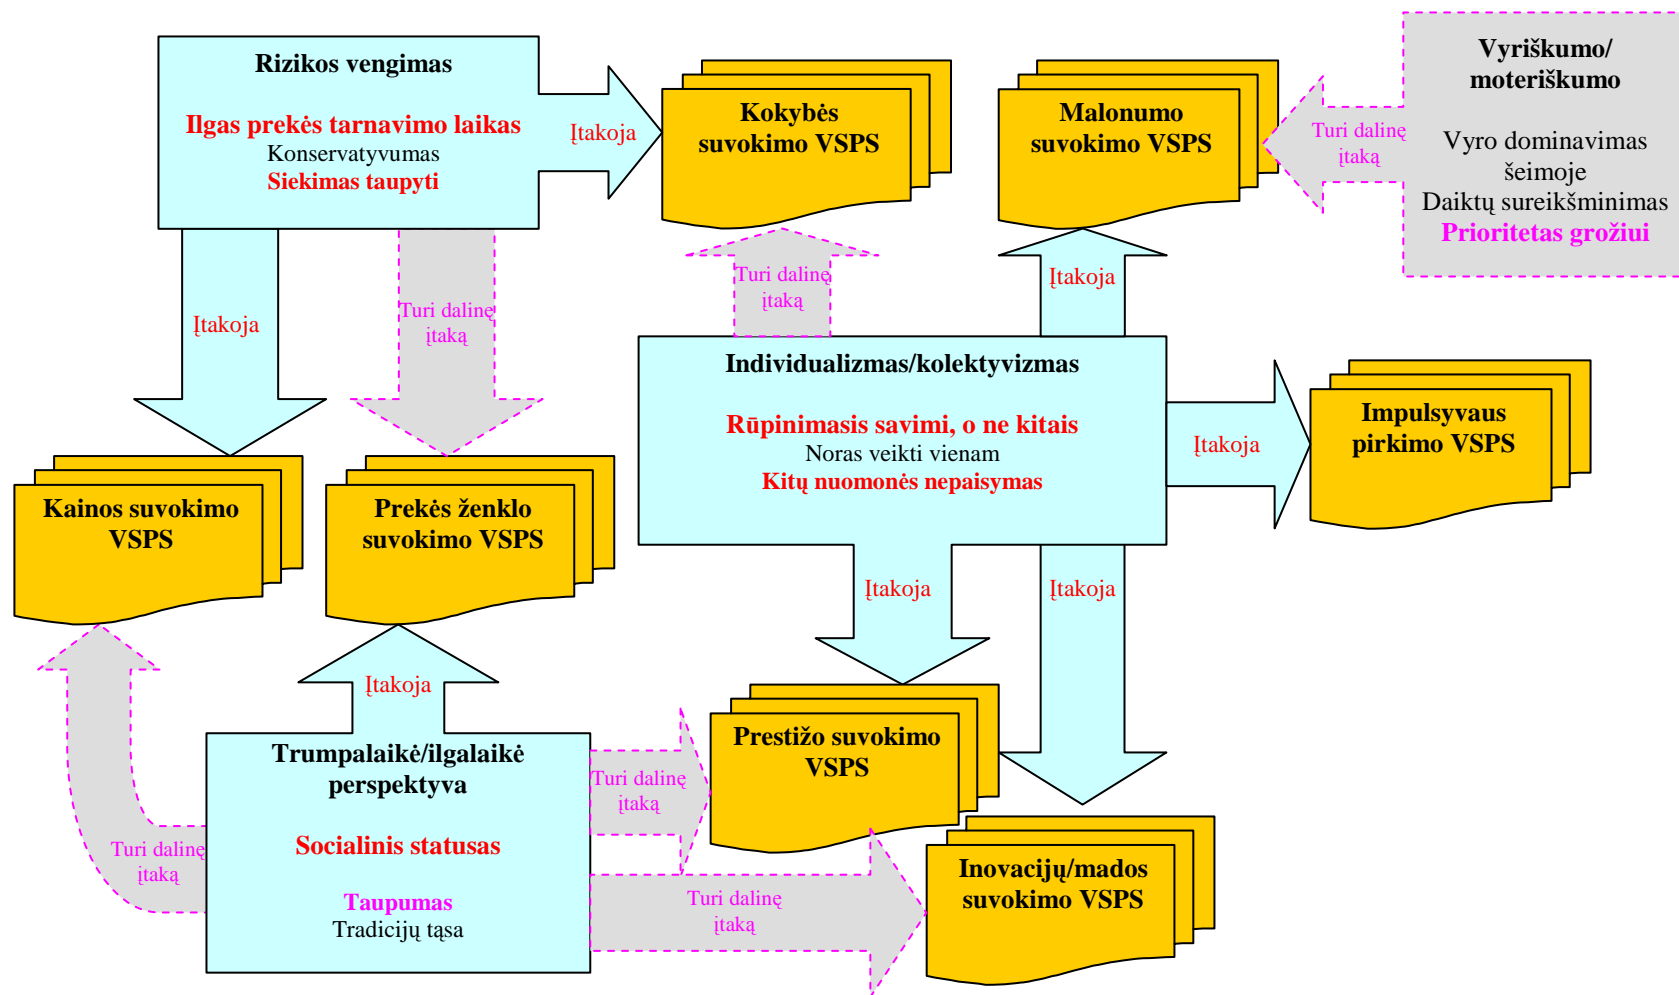 Rizikos vengimas
Ilgas prekės tarnavimo laikas
Konservatyvumas
Siekimas taupyti
Įtakoja
Kokybės
suvokimo VSPS
Malonumo
suvokimo VSPS
Turi dalinę
įtaką
Vyriškumo/
moteriškumo
Vyro dominavimas
šeimoje
Daiktų sureikšminimas
Prioritetas grožiui
Įtakoja
Turi dalinę
įtaką
Turi dalinę
įtaką
Įtakoja
Individualizmas/kolektyvizmas
Rūpinimasis savimi, o ne kitais
Noras veikti vienam
Kitų nuomonės nepaisymas
Įtakoja
Impulsyvaus
pirkimo VSPS
Kainos suvokimo
VSPS
Prekės ženklo
suvokimo VSPS
Įtakoja
Įtakoja
Įtakoja
Trumpalaikė/ilgalaikė
perspektyva
Socialinis statusas
Taupumas
Tradicijų tąsa
Turi dalinę
įtaką
Prestižo suvokimo
VSPS
Turi dalinę
įtaką
Turi dalinę
įtaką
Inovacijų/mados
suvokimo VSPS